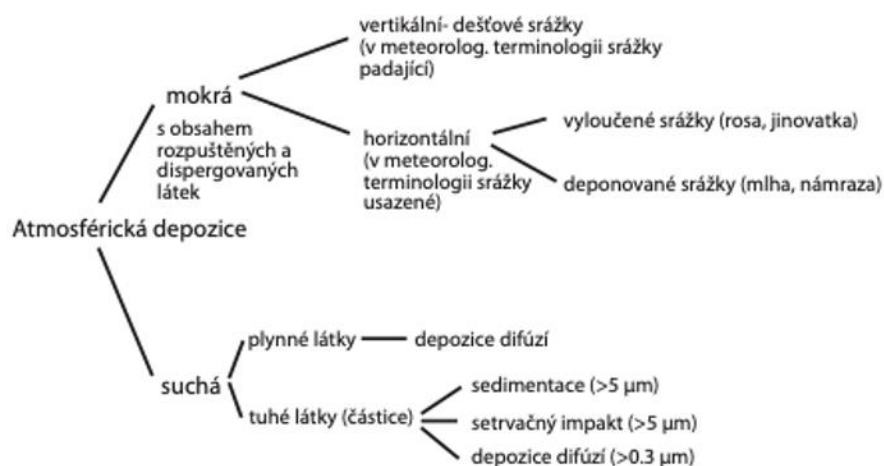 vertikální- dešťové srážky
(v meteorolog. terminologii srážky
padající)
mokrá
s obsahem
rozpuštěných a
dispergovaných
látek
horizontální
(v meteorolog.
terminologii srážky
usazené)
vyloučené srážky (rosa, jinovatka)
deponované srážky (mlha, námraza)
Atmosférická depozice
suchá
plynné látky
depozice difúzí
tuhé látky (částice)
sedimentace (>5 µm)
setrvačný impakt (>5 µm)
depozice difúzí (>0.3 µm)